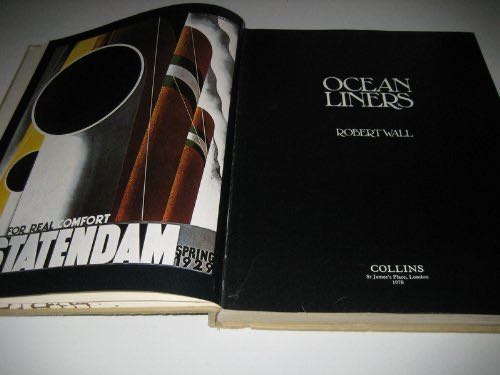 FOR REAL COMFORT
STATENDAM
SPRING
1929
OCEAN
LINERS
ROBERT WALL
COLLINS
St James's Place, London
1978